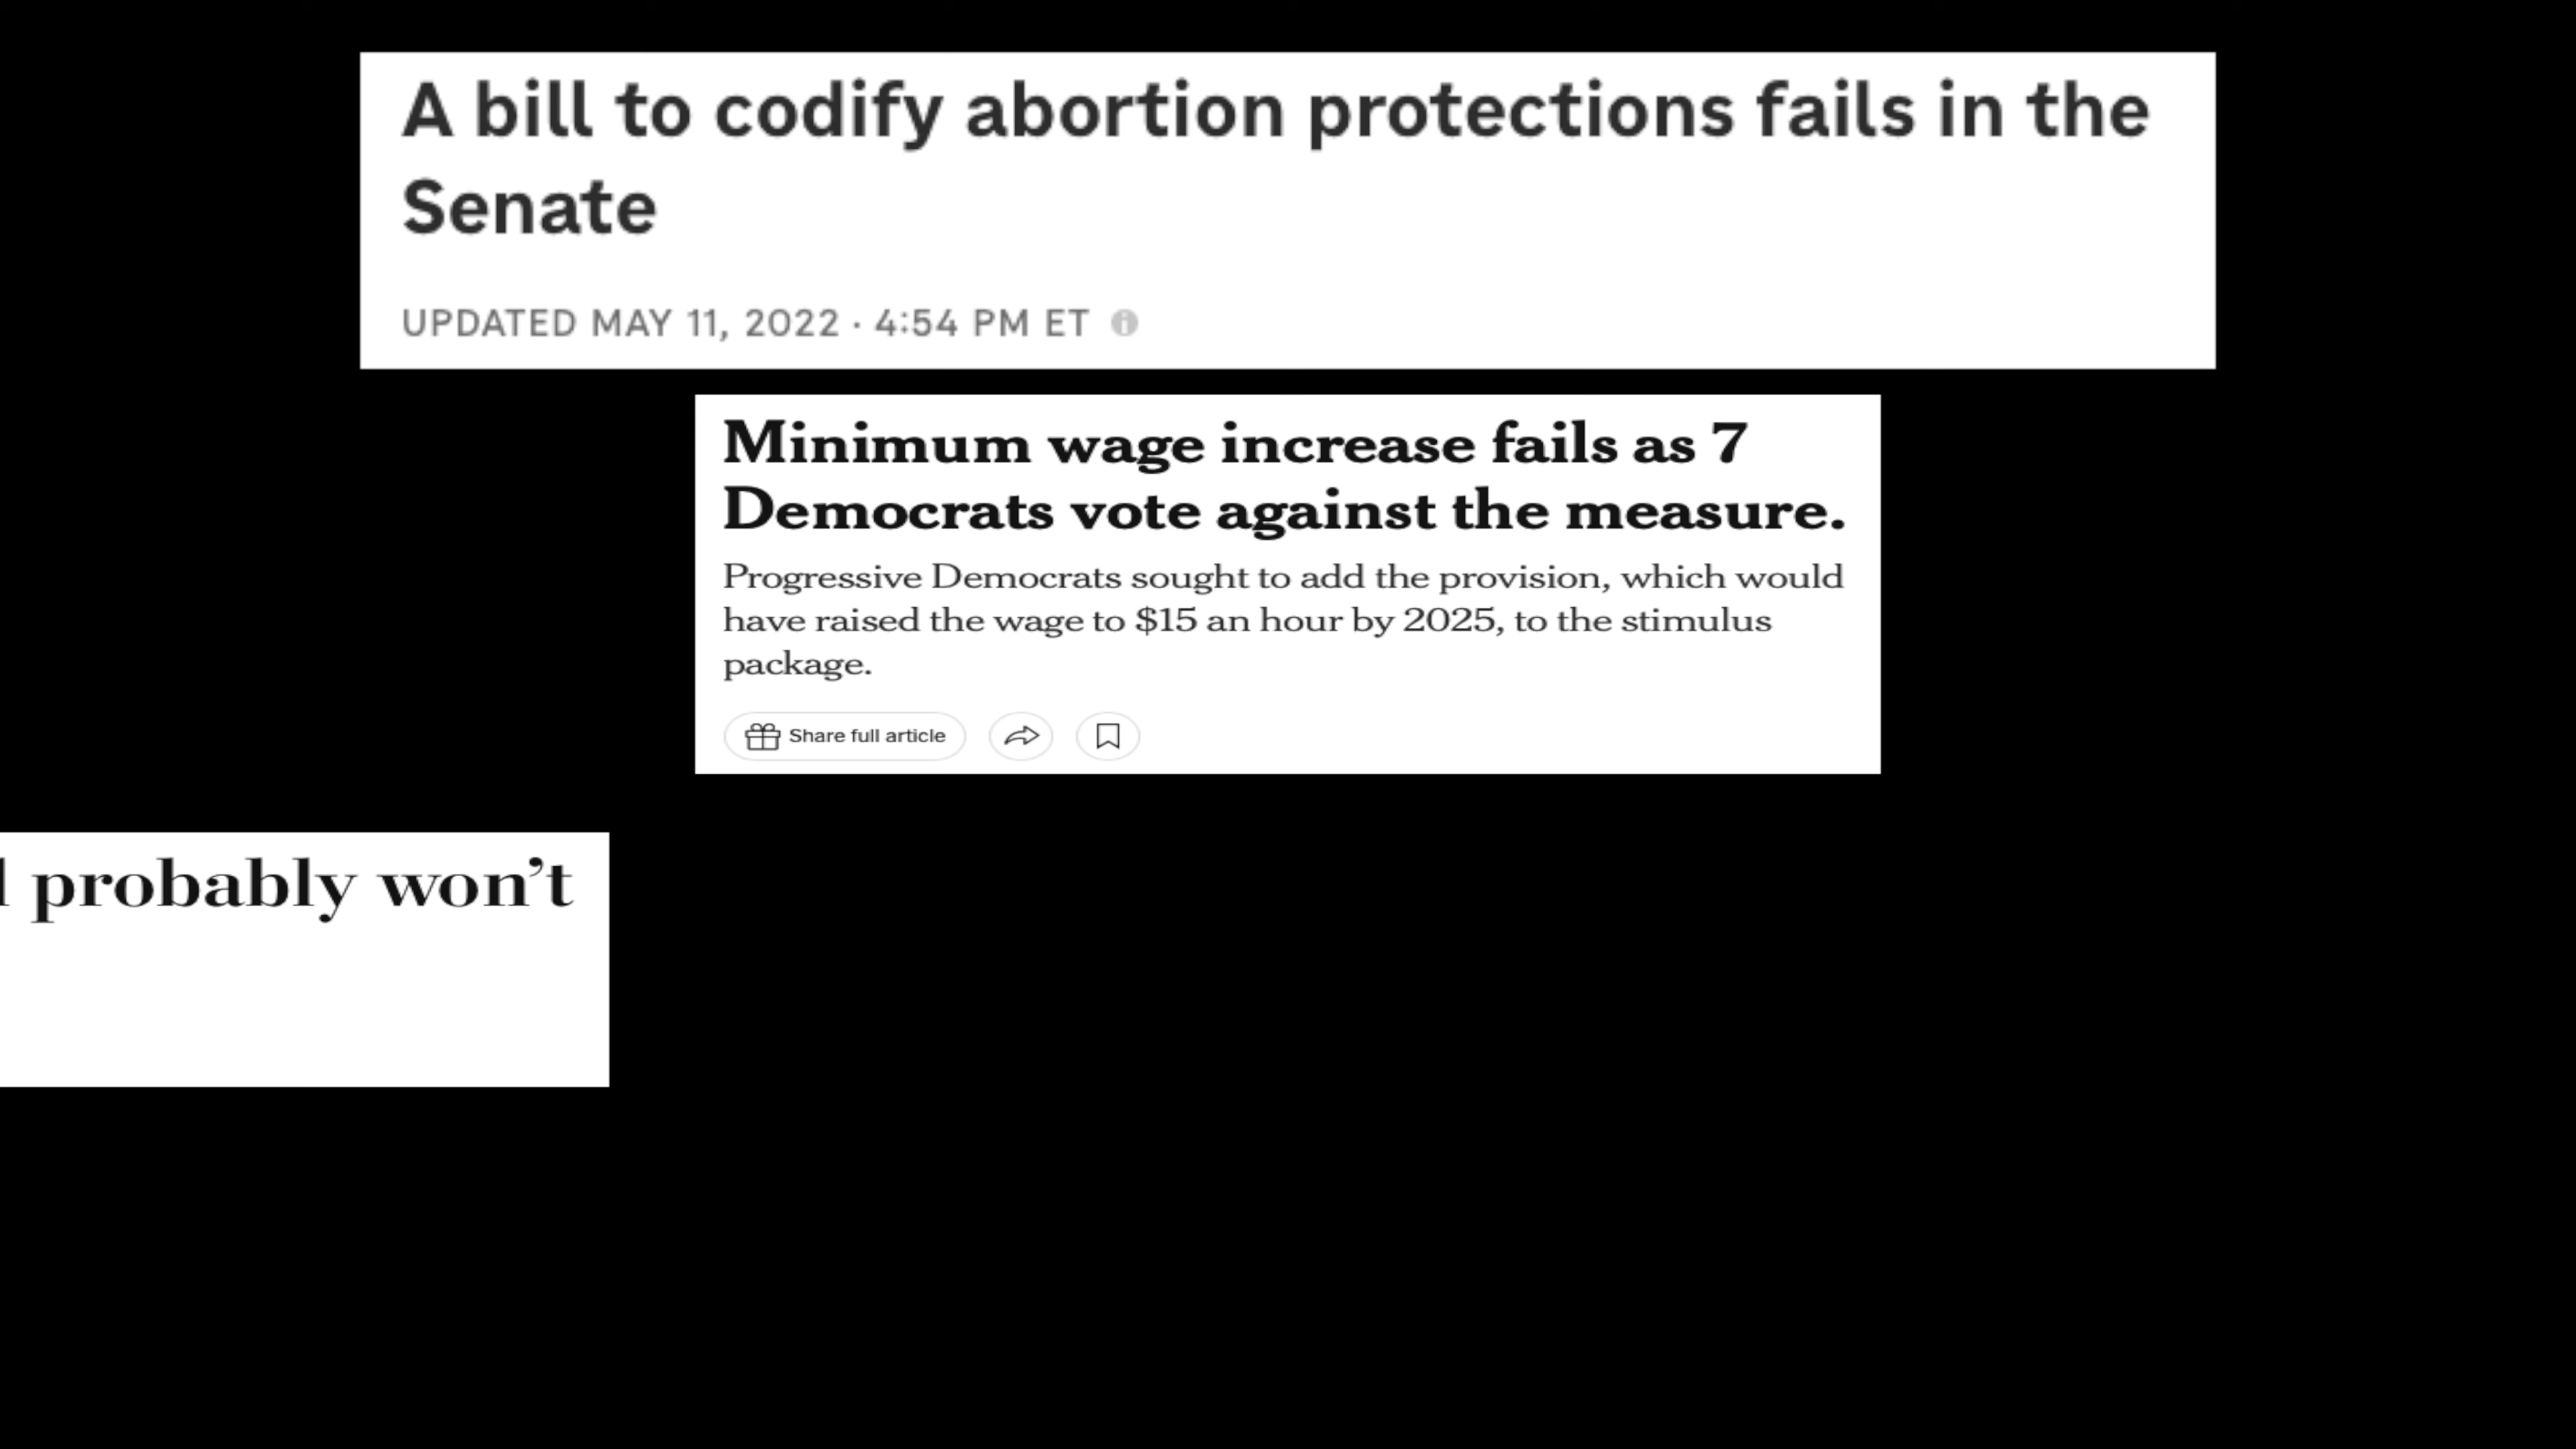 A bill to codify abortion protections fails in the
Senate
UPDATED MAY 11, 2022 · 4:54 PM ET
Minimum wage increase fails as 7
Democrats vote against the measure.
Progressive Democrats sought to add the provision, which would
have raised the wage to $15 an hour by 2025, to the stimulus
package.
Share full article
probably won’t